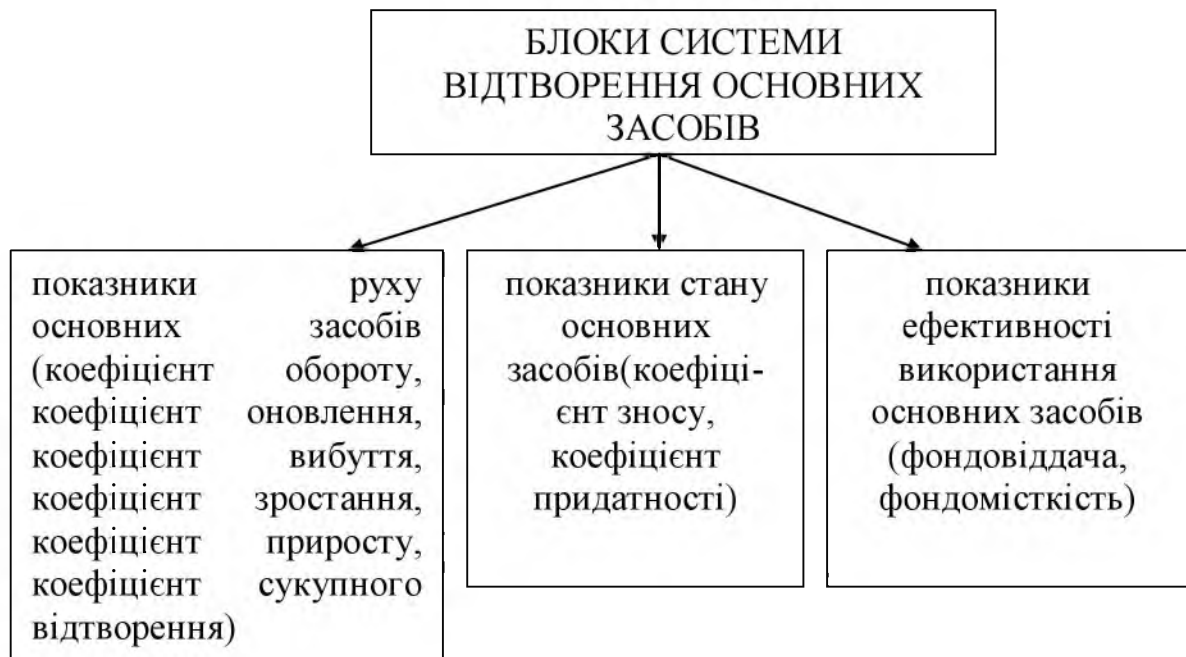 БЛОКИ СИСТЕМИ
ВІДТВОРЕННЯ ОСНОВНИХ
ЗАСОБІВ
показники руху
основних засобів
(коефіцієнт обороту,
коефіцієнт оновлення,
коефіцієнт вибуття,
коефіцієнт зростання,
коефіцієнт приросту,
коефіцієнт сукупного
відтворення)
показники стану
основних
засобів(коефіці-
єнт зносу,
коефіцієнт
придатності)
показники
ефективності
використання
основних засобів
(фондовіддача,
фондомісткість)